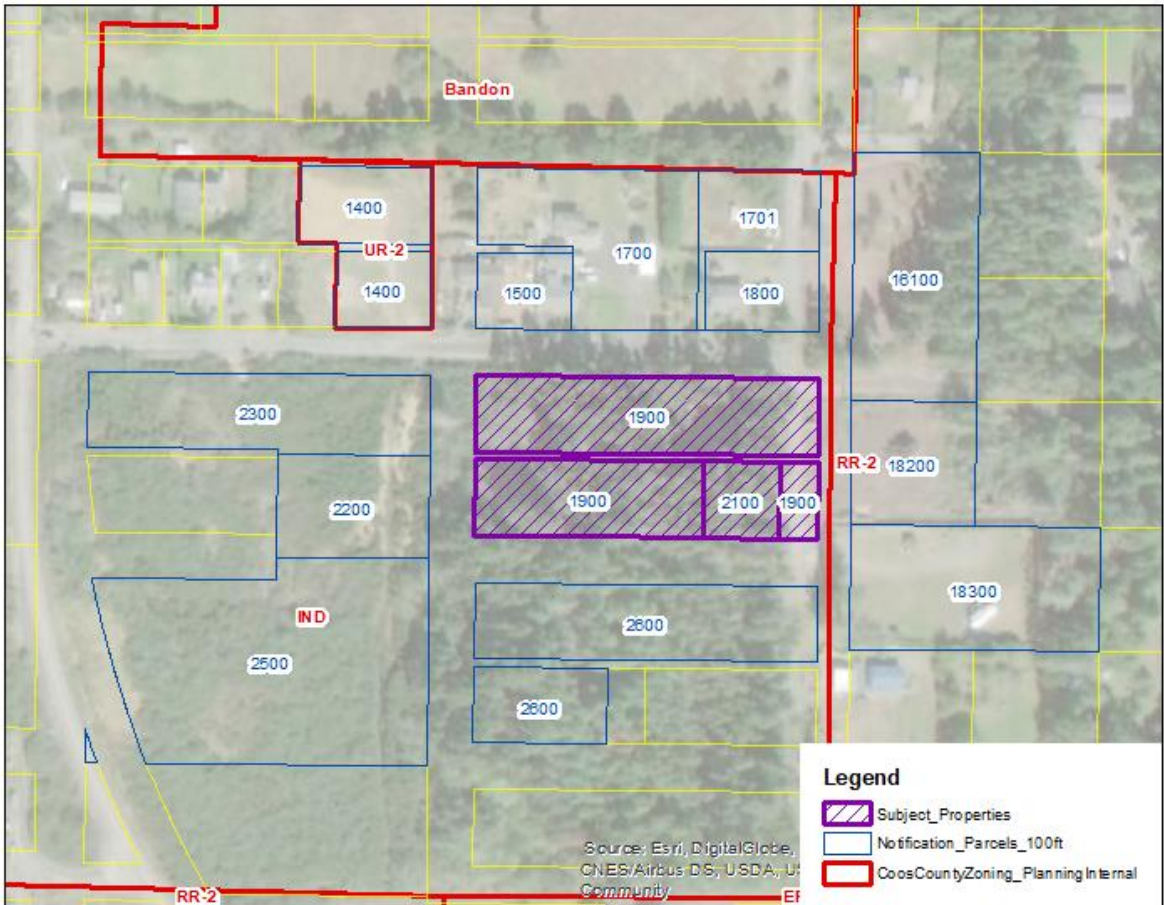 Bandon
1400
1701
UR-2
1700
16100
1400
1500
1800
2300
1900
RR-2
18200
2200
1900
2100
1900
18300
IND
2600
2500
2600
Legend
Subject_Properties
Notification_Parcels_100ft
CoosCountyZoning_PlanningInternal
Source: Esri, DigitalGlobe,
CNES/Airbus DS, USDA,
Community
RR-2